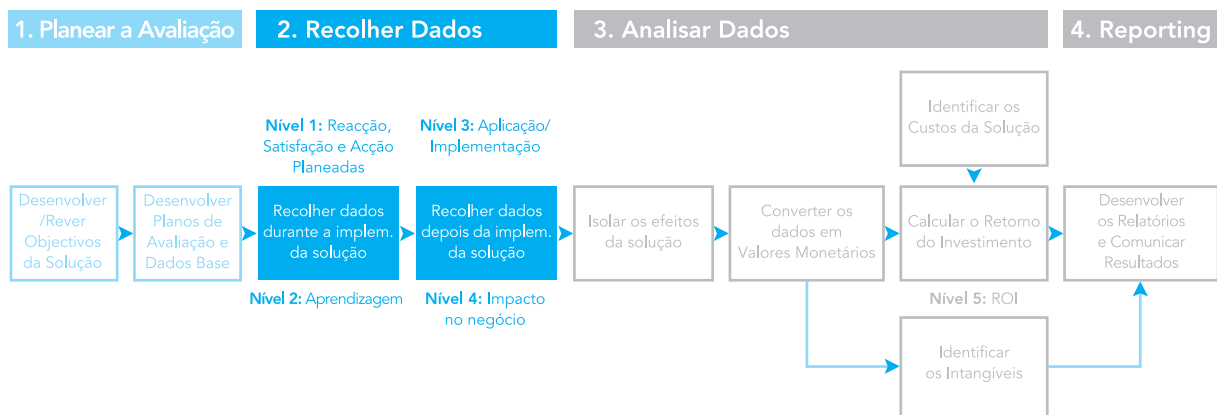 1. Planear a Avaliação
2. Recolher Dados
3. Analisar Dados
4. Reporting
Identificar os
Custos da Solução
Nível 1: Reacção,
Satisfação e Acção
Planeadas
Nível 3: Aplicação/
Implementação
Desenvolver
/Rever
Objectivos
da Solução
Desenvolver
Planos de
Avaliação e
Dados Base
Recolher dados
durante a implem.
da solução
Recolher dados
depois da implem.
da solução
Isolar os efeitos
da solução
Converter os
dados em
Valores Monetários
Calcular o Retorno
do Investimento
Desenvolver
os Relatórios
e Comunicar
Resultados
Nível 2: Aprendizagem
Nível 4: Impacto
no negócio
Nível 5: ROI
Identificar
os Intangíveis